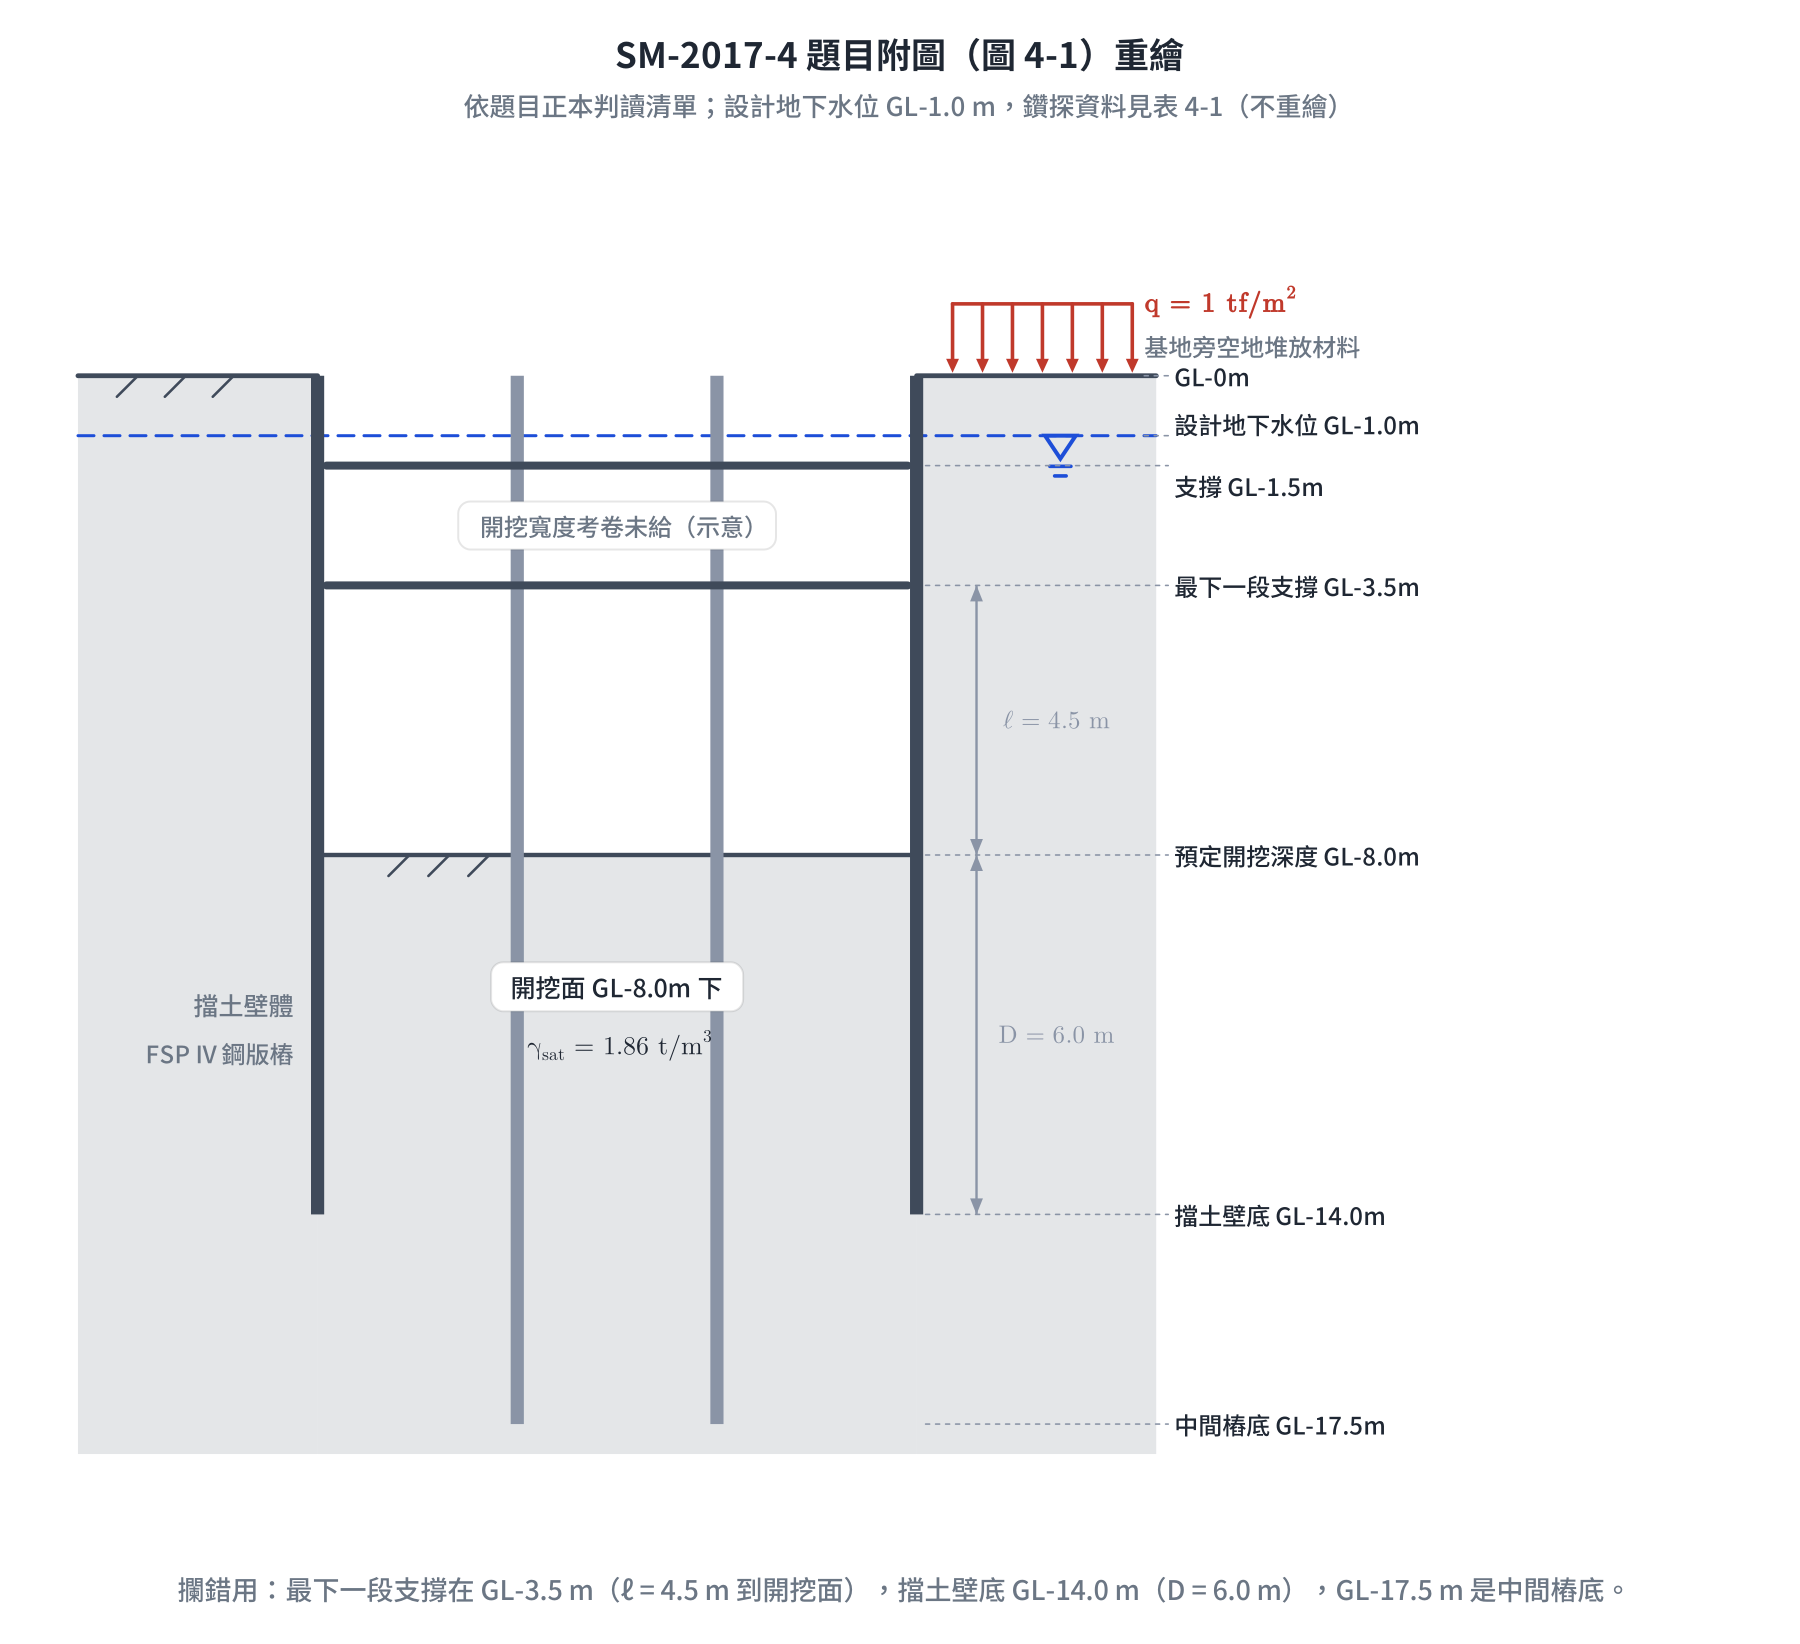 SM-2017-4 題目附圖（圖 4-1）重繪
依題目正本判讀清單；設計地下水位 GL-1.0 m，鑽探資料見表 4-1（不重繪）
q = 1 tf/m²
基地旁空地堆放材料
GL-0m
設計地下水位 GL-1.0m
支撐 GL-1.5m
開挖寬度考卷未給（示意）
最下一段支撐 GL-3.5m
ℓ = 4.5 m
預定開挖深度 GL-8.0m
開挖面 GL-8.0m 下
擋土壁體
FSP IV 鋼版樁
γsat = 1.86 t/m³
D = 6.0 m
擋土壁底 GL-14.0m
中間樁底 GL-17.5m
攔錯用：最下一段支撐在 GL-3.5 m（ℓ = 4.5 m 到開挖面），擋土壁底 GL-14.0 m（D = 6.0 m），GL-17.5 m 是中間樁底。